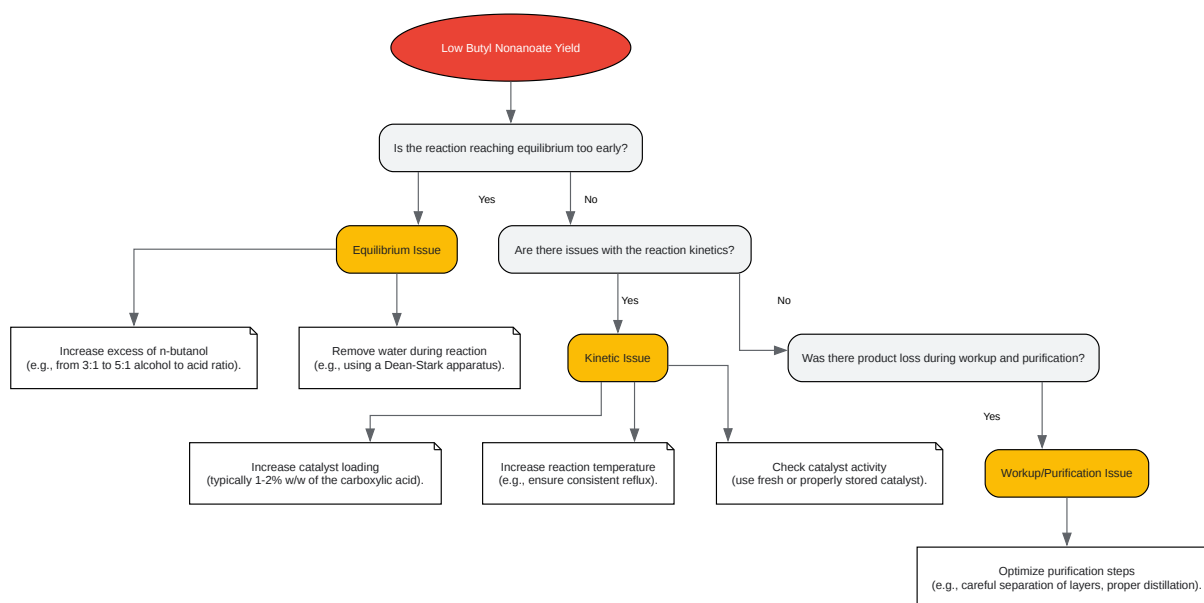 Low Butyl Nonanoate Yield
Is the reaction reaching equilibrium too early?
Yes
No
Equilibrium Issue
Are there issues with the reaction kinetics?
Yes
No
Increase excess of n-butanol
(e.g., from 3:1 to 5:1 alcohol to acid ratio).
Remove water during reaction
(e.g., using a Dean-Stark apparatus).
Kinetic Issue
Was there product loss during workup and purification?
Yes
Increase catalyst loading
(typically 1-2% w/w of the carboxylic acid).
Increase reaction temperature
(e.g., ensure consistent reflux).
Check catalyst activity
(use fresh or properly stored catalyst).
Workup/Purification Issue
Optimize purification steps
(e.g., careful separation of layers, proper distillation).